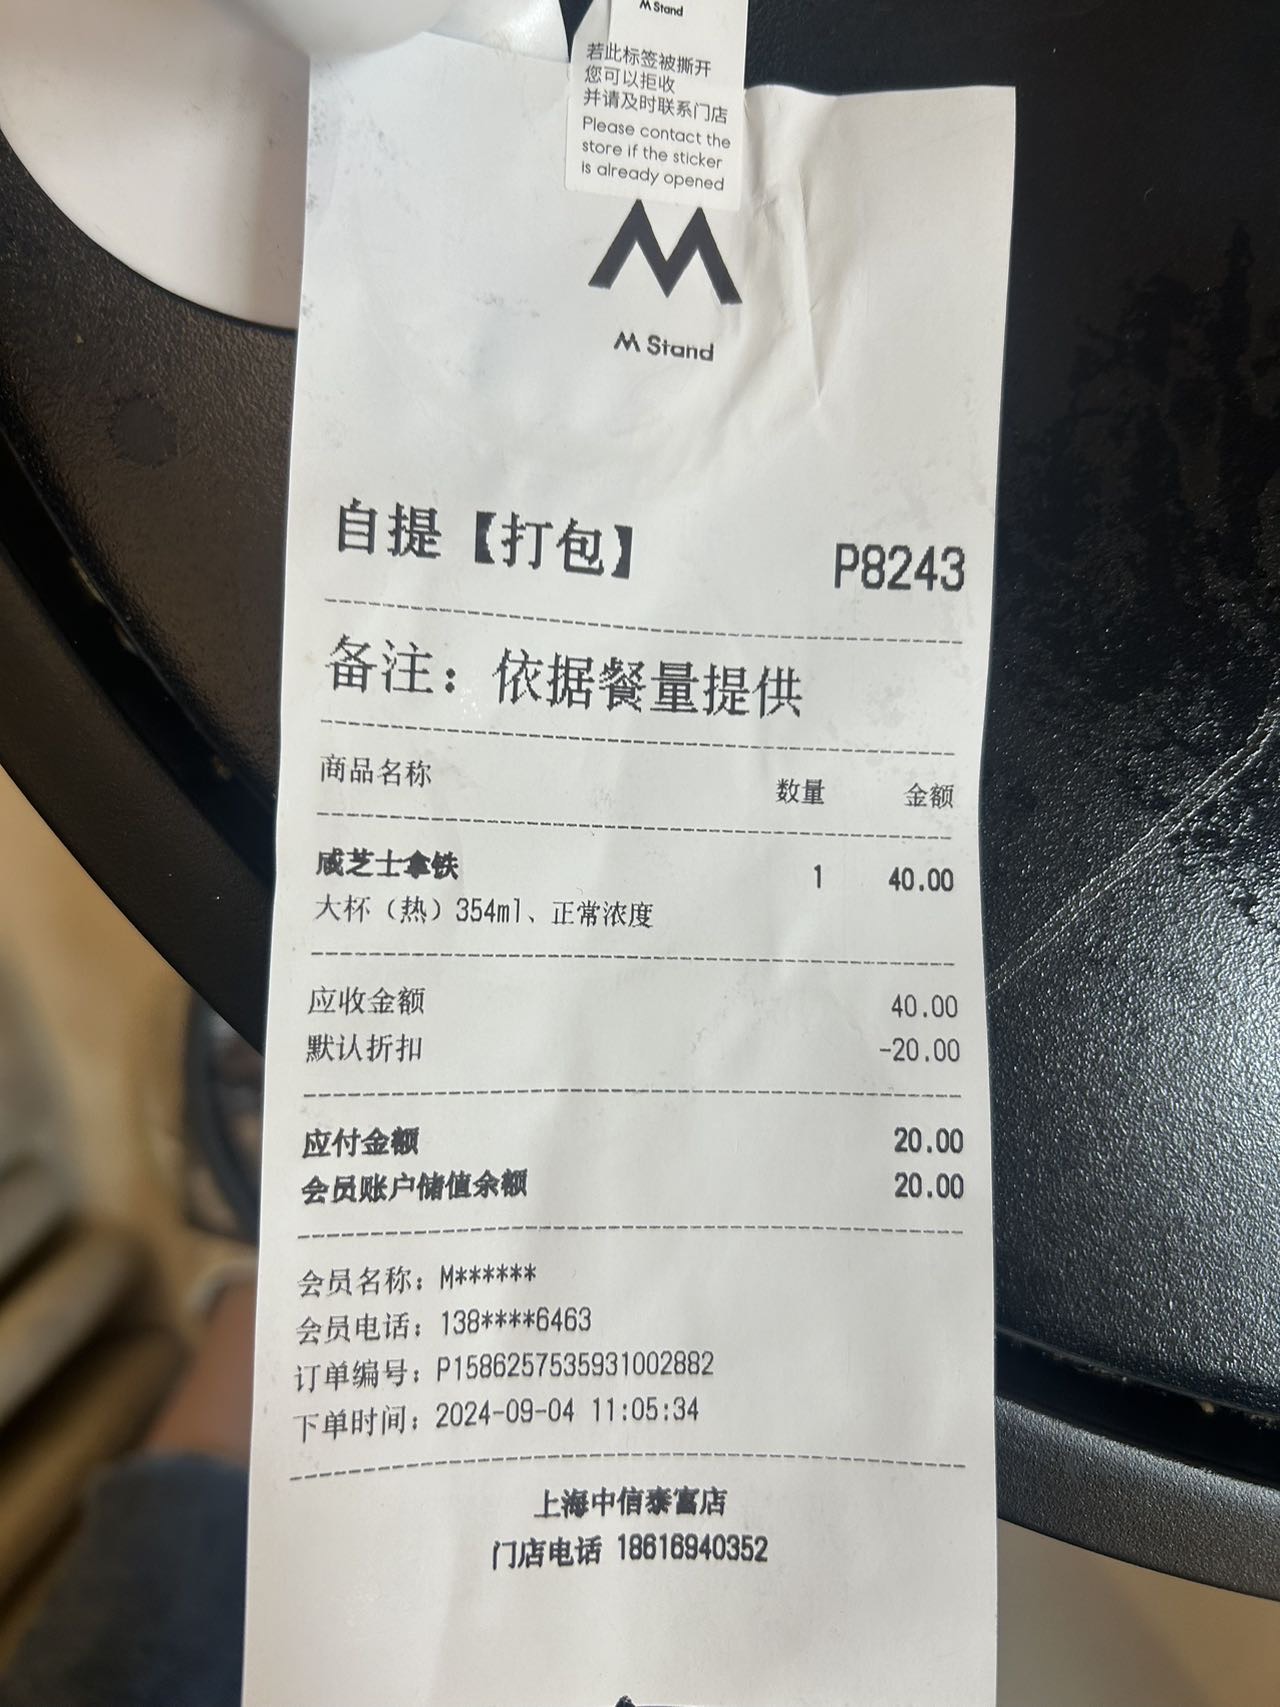 M Stand
若此标签被撕开
您可以拒收
并请及时联系门店
Please contact the
store if the sticker
is already opened
M Stand
自提【打包】 P8243
备注：依据餐量提供
商品名称 数量 金额
咸芝士拿铁 1 40.00
大杯（热）354ml、正常浓度
应收金额 40.00
默认折扣 -20.00
应付金额 20.00
会员账户储值余额 20.00
会员名称：M******
会员电话：138****6463
订单编号：P1586257535931002882
下单时间：2024-09-04 11:05:34
上海中信泰富店
门店电话 18616940352